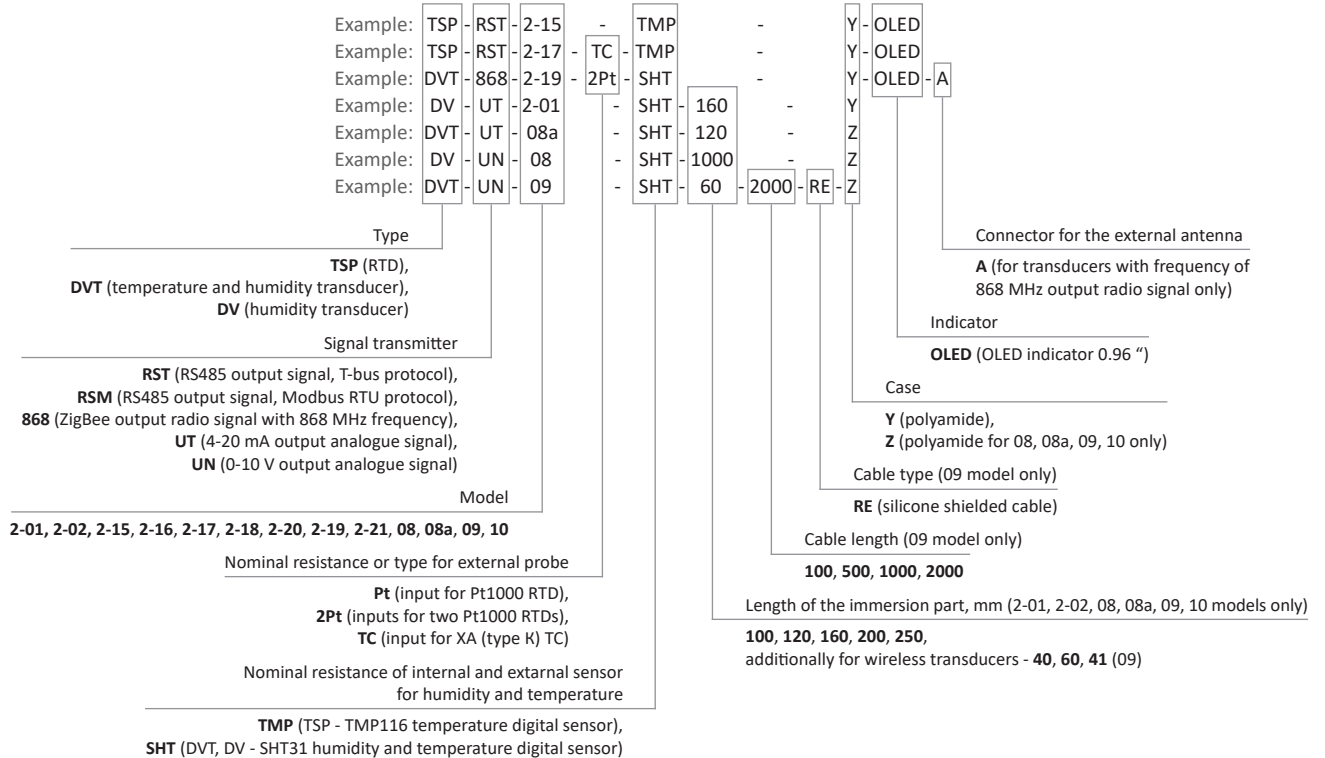 Example: TSP - RST - 2-15 - TMP - Y - OLED
Example: TSP - RST - 2-17 - TC - TMP - Y - OLED
Example: DVT - 868 - 2-19 - 2Pt - SHT - Y - OLED - A
Example: DV - UT - 2-01 - SHT - 160 - Y
Example: DVT - UT - 08a - SHT - 120 - Z
Example: DV - UN - 08 - SHT - 1000 - Z
Example: DVT - UN - 09 - SHT - 60 - 2000 - RE - Z
Type
TSP (RTD),
DVT (temperature and humidity transducer),
DV (humidity transducer)
Signal transmitter
RST (RS485 output signal, T-bus protocol),
RSM (RS485 output signal, Modbus RTU protocol),
868 (ZigBee output radio signal with 868 MHz frequency),
UT (4-20 mA output analogue signal),
UN (0-10 V output analogue signal)
Model
2-01, 2-02, 2-15, 2-16, 2-17, 2-18, 2-20, 2-19, 2-21, 08, 08a, 09, 10
Nominal resistance or type for external probe
Pt (input for Pt1000 RTD),
2Pt (inputs for two Pt1000 RTDs),
TC (input for XA (type K) TC)
Nominal resistance of internal and extarnal sensor
for humidity and temperature
TMP (TSP - TMP116 temperature digital sensor),
SHT (DVT, DV - SHT31 humidity and temperature digital sensor)
Connector for the external antenna
A (for transducers with frequency of
868 MHz output radio signal only)
Indicator
OLED (OLED indicator 0.96 “)
Case
Y (polyamide),
Z (polyamide for 08, 08a, 09, 10 only)
Cable type (09 model only)
RE (silicone shielded cable)
Cable length (09 model only)
100, 500, 1000, 2000
Length of the immersion part, mm (2-01, 2-02, 08, 08a, 09, 10 models only)
100, 120, 160, 200, 250,
additionally for wireless transducers - 40, 60, 41 (09)